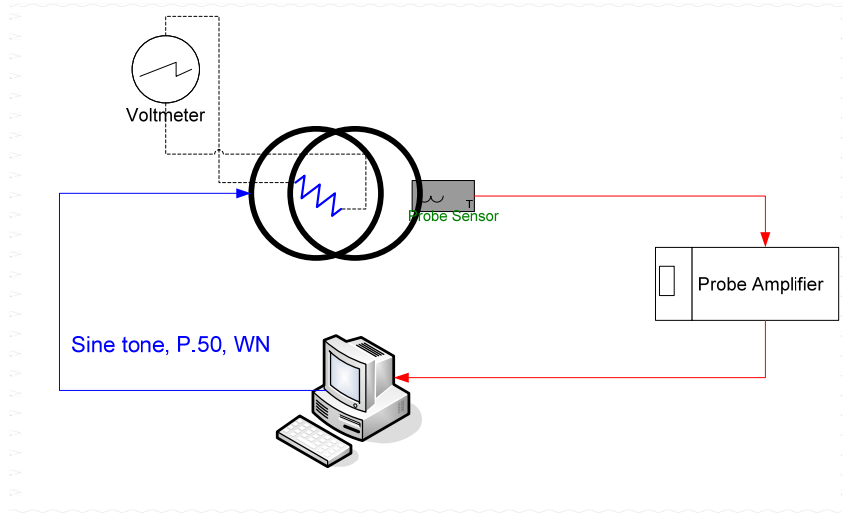 Voltmeter
T
Probe Sensor
Probe Amplifier
Sine tone, P.50, WN